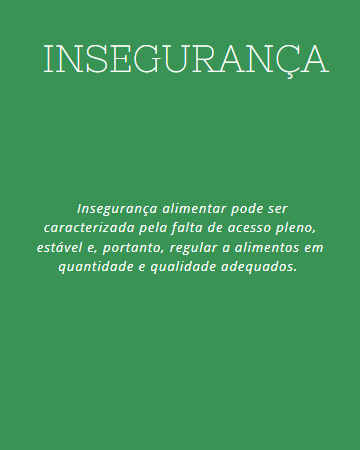 INSEGURANÇA
Insegurança alimentar pode ser
caracterizada pela falta de acesso pleno,
estável e, portanto, regular a alimentos em
quantidade e qualidade adequados.